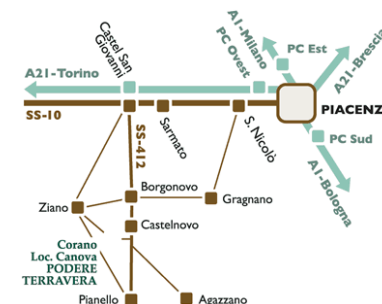 A1-Milano
PC Ovest
PC Est
A21-Brescia
Castel San
Giovanni
A21-Torino
SS-10
PIACENZ
SS-412
Sarmato
S. Nicolò
PC Sud
A1-Bologna
Borgonovo
Ziano
Gragnano
Castelnovo
Corano
Loc. Canova
PODERE
TERRAVERA
Pianello
Agazzano